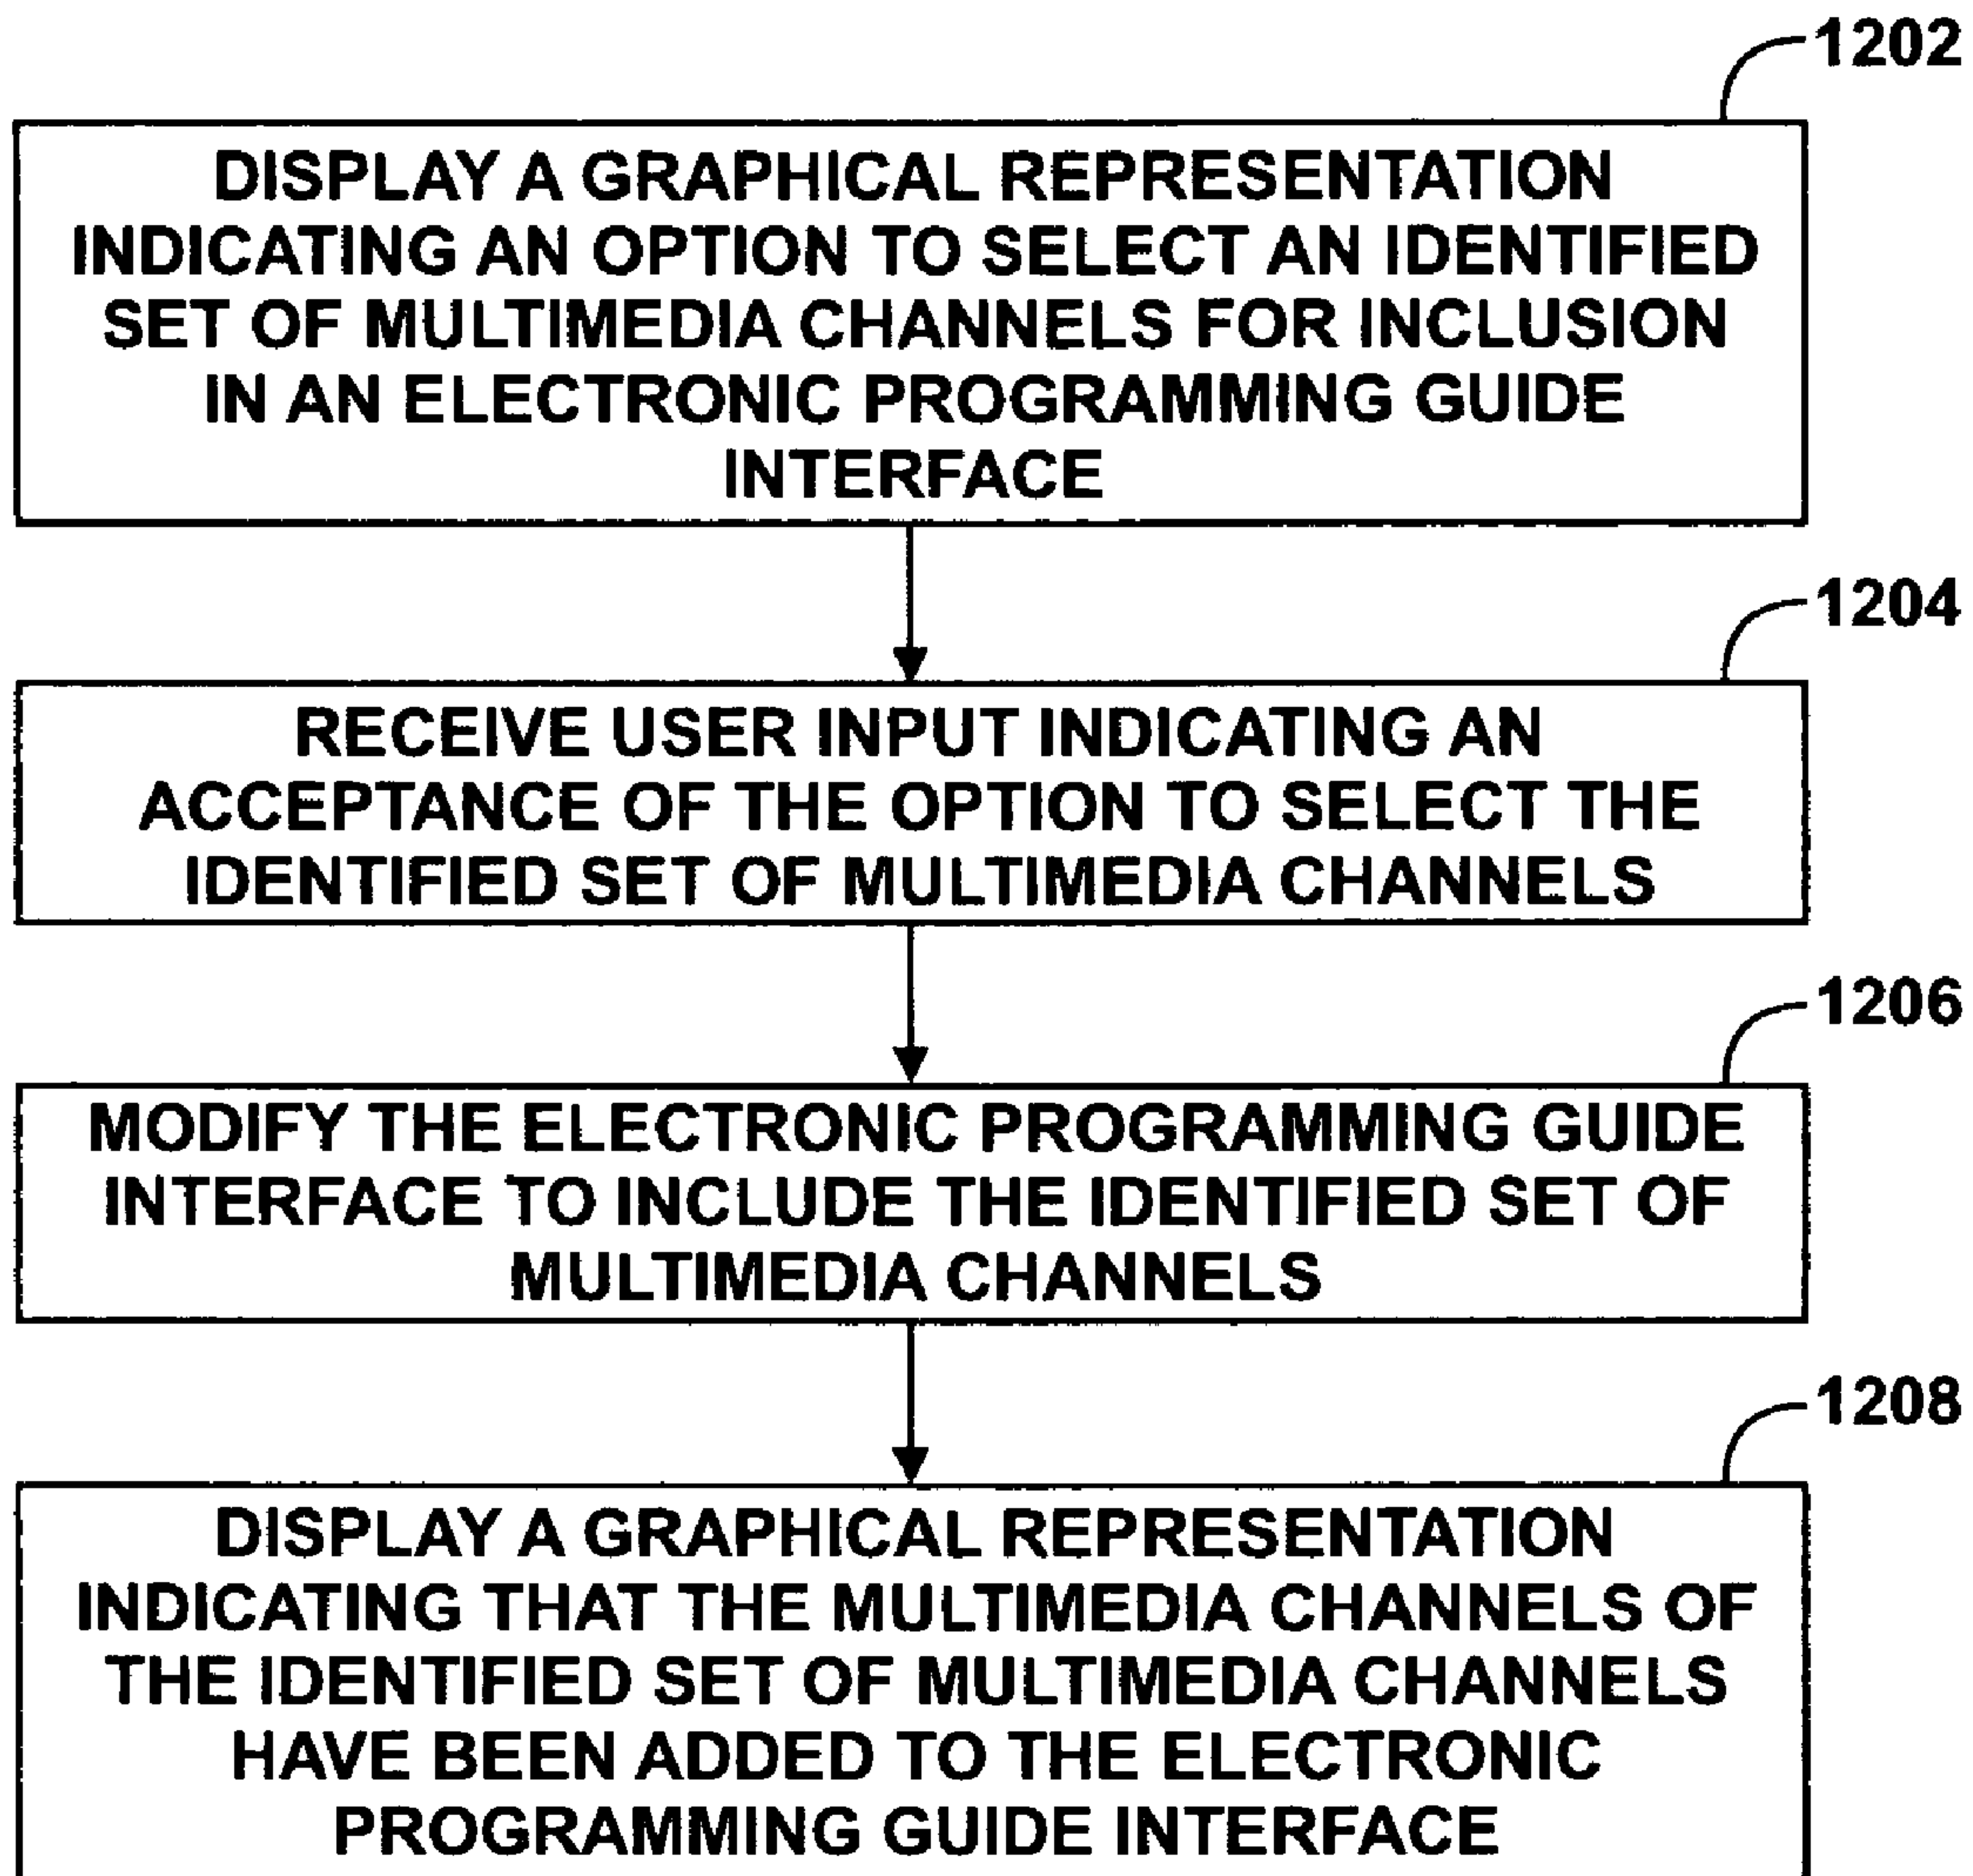 1202
DISPLAY A GRAPHICAL REPRESENTATION
INDICATING AN OPTION TO SELECT AN IDENTIFIED
SET OF MULTIMEDIA CHANNELS FOR INCLUSION
IN AN ELECTRONIC PROGRAMMING GUIDE
INTERFACE
1204
RECEIVE USER INPUT INDICATING AN
ACCEPTANCE OF THE OPTION TO SELECT THE
IDENTIFIED SET OF MULTIMEDIA CHANNELS
1206
MODIFY THE ELECTRONIC PROGRAMMING GUIDE
INTERFACE TO INCLUDE THE IDENTIFIED SET OF
MULTIMEDIA CHANNELS
1208
DISPLAY A GRAPHICAL REPRESENTATION
INDICATING THAT THE MULTIMEDIA CHANNELS OF
THE IDENTIFIED SET OF MULTIMEDIA CHANNELS
HAVE BEEN ADDED TO THE ELECTRONIC
PROGRAMMING GUIDE INTERFACE